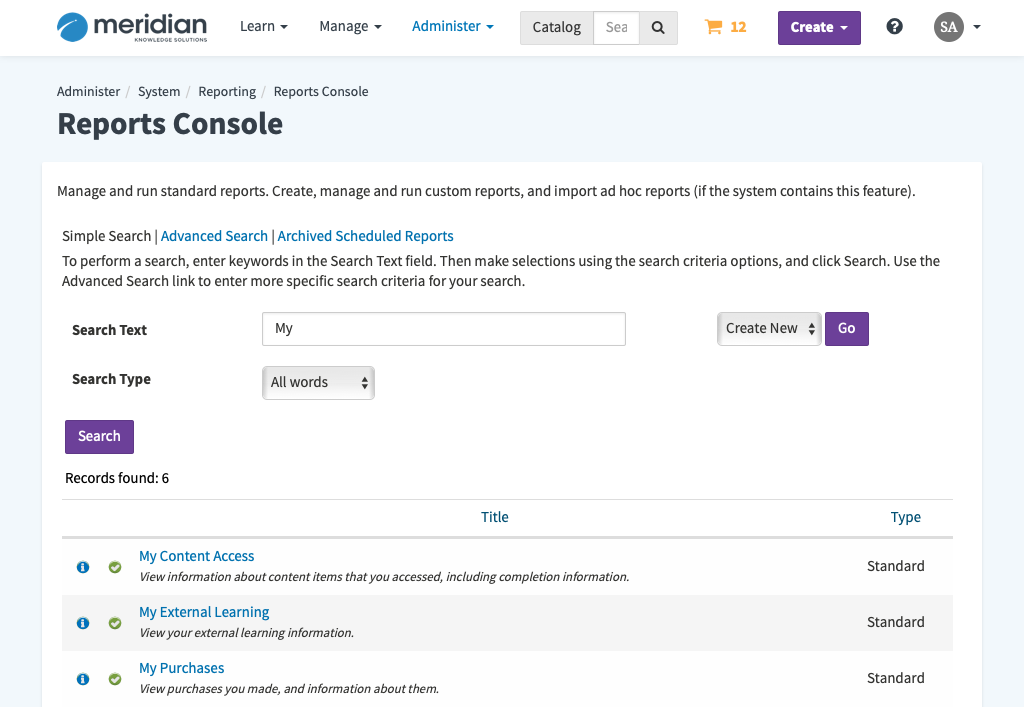 meridian
KNOWLEDGE SOLUTIONS
Learn Manage Administer Catalog Sea 12 Create SA
Administer / System / Reporting / Reports Console
Reports Console
Manage and run standard reports. Create, manage and run custom reports, and import ad hoc reports (if the system contains this feature).
Simple Search | Advanced Search | Archived Scheduled Reports
To perform a search, enter keywords in the Search Text field. Then make selections using the search criteria options, and click Search. Use the
Advanced Search link to enter more specific search criteria for your search.
Search Text My Create New Go
Search Type All words
Search
Records found: 6
Title Type
My Content Access
View information about content items that you accessed, including completion information.
Standard
My External Learning
View your external learning information.
Standard
My Purchases
View purchases you made, and information about them.
Standard